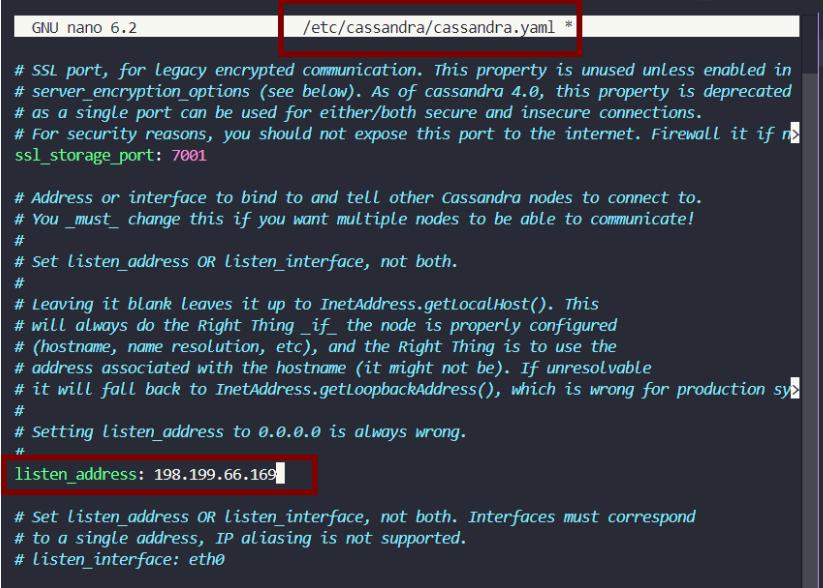 GNU nano 6.2 /etc/cassandra/cassandra.yaml *
# SSL port, for legacy encrypted communication. This property is unused unless enabled in
# server_encryption_options (see below). As of cassandra 4.0, this property is deprecated
# as a single port can be used for either/both secure and insecure connections.
# For security reasons, you should not expose this port to the internet. Firewall it if n>
ssl_storage_port: 7001
# Address or interface to bind to and tell other Cassandra nodes to connect to.
# You _must_ change this if you want multiple nodes to be able to communicate!
#
# Set listen_address OR listen_interface, not both.
#
# Leaving it blank leaves it up to InetAddress.getLocalHost(). This
# will always do the Right Thing _if_ the node is properly configured
# (hostname, name resolution, etc), and the Right Thing is to use the
# address associated with the hostname (it might not be). If unresolvable
# it will fall back to InetAddress.getLoopbackAddress(), which is wrong for production sy>
#
# Setting listen_address to 0.0.0.0 is always wrong.
#
listen_address: 198.199.66.169
# Set listen_address OR listen_interface, not both. Interfaces must correspond
# to a single address, IP aliasing is not supported.
# listen_interface: eth0